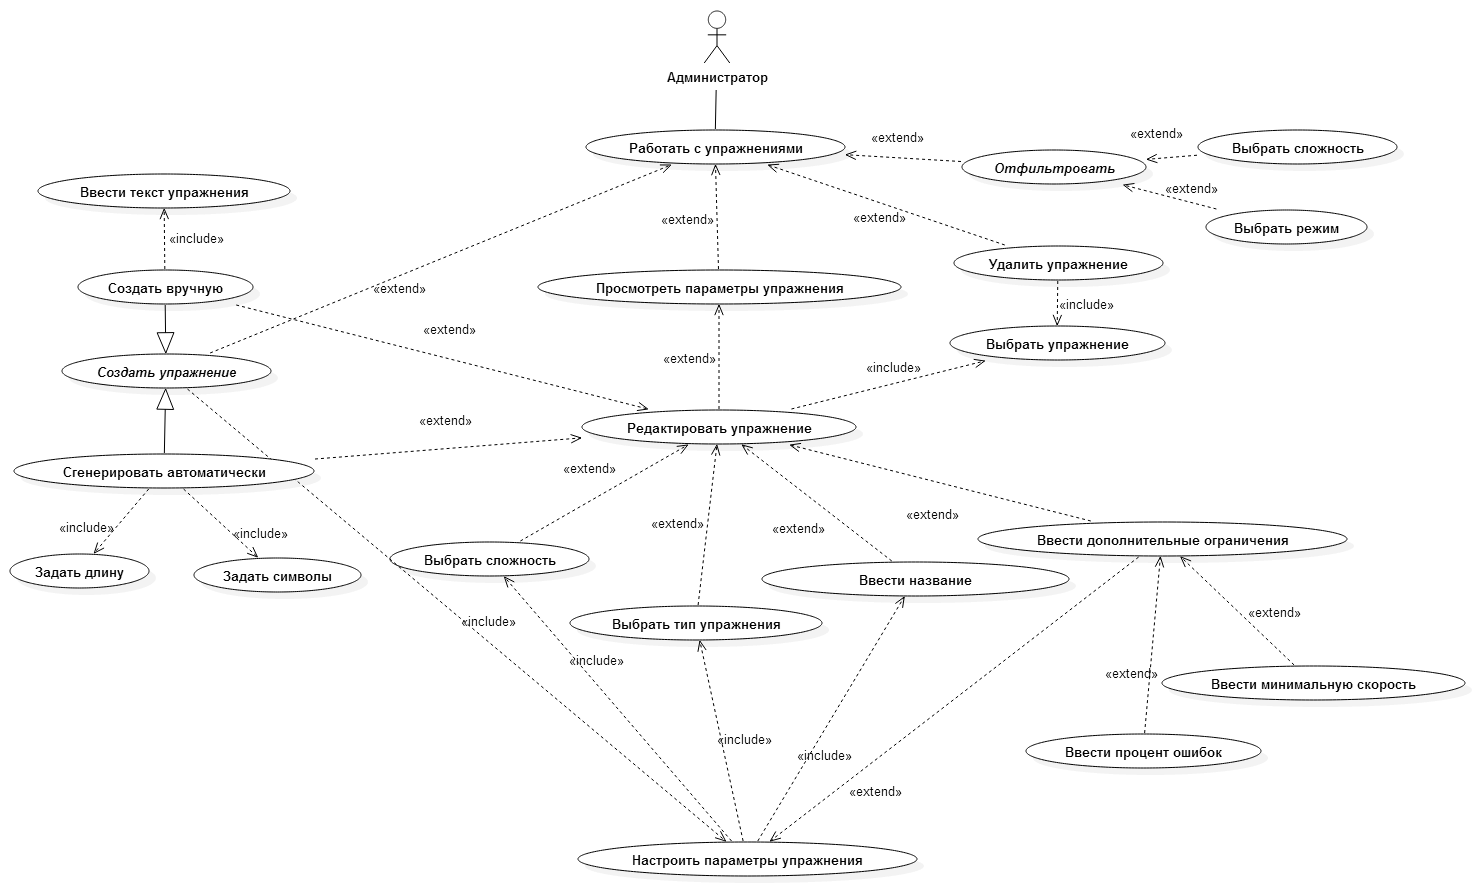 Администратор
Работать с упражнениями
«extend»
Отфильтровать
«extend»
Выбрать сложность
«extend»
Выбрать режим
Ввести текст упражнения
«include»
«extend»
«extend»
Удалить упражнение
Создать вручную
«extend»
Просмотреть параметры упражнения
«include»
«extend»
Выбрать упражнение
Создать упражнение
«extend»
«include»
«extend»
Редактировать упражнение
Сгенерировать автоматически
«extend»
«include»
«include»
«extend»
«extend»
«extend»
Ввести дополнительные ограничения
Задать длину
Задать символы
Выбрать сложность
Ввести название
«include»
Выбрать тип упражнения
«extend»
«include»
«extend»
Ввести минимальную скорость
«include»
«include»
Ввести процент ошибок
«extend»
Настроить параметры упражнения